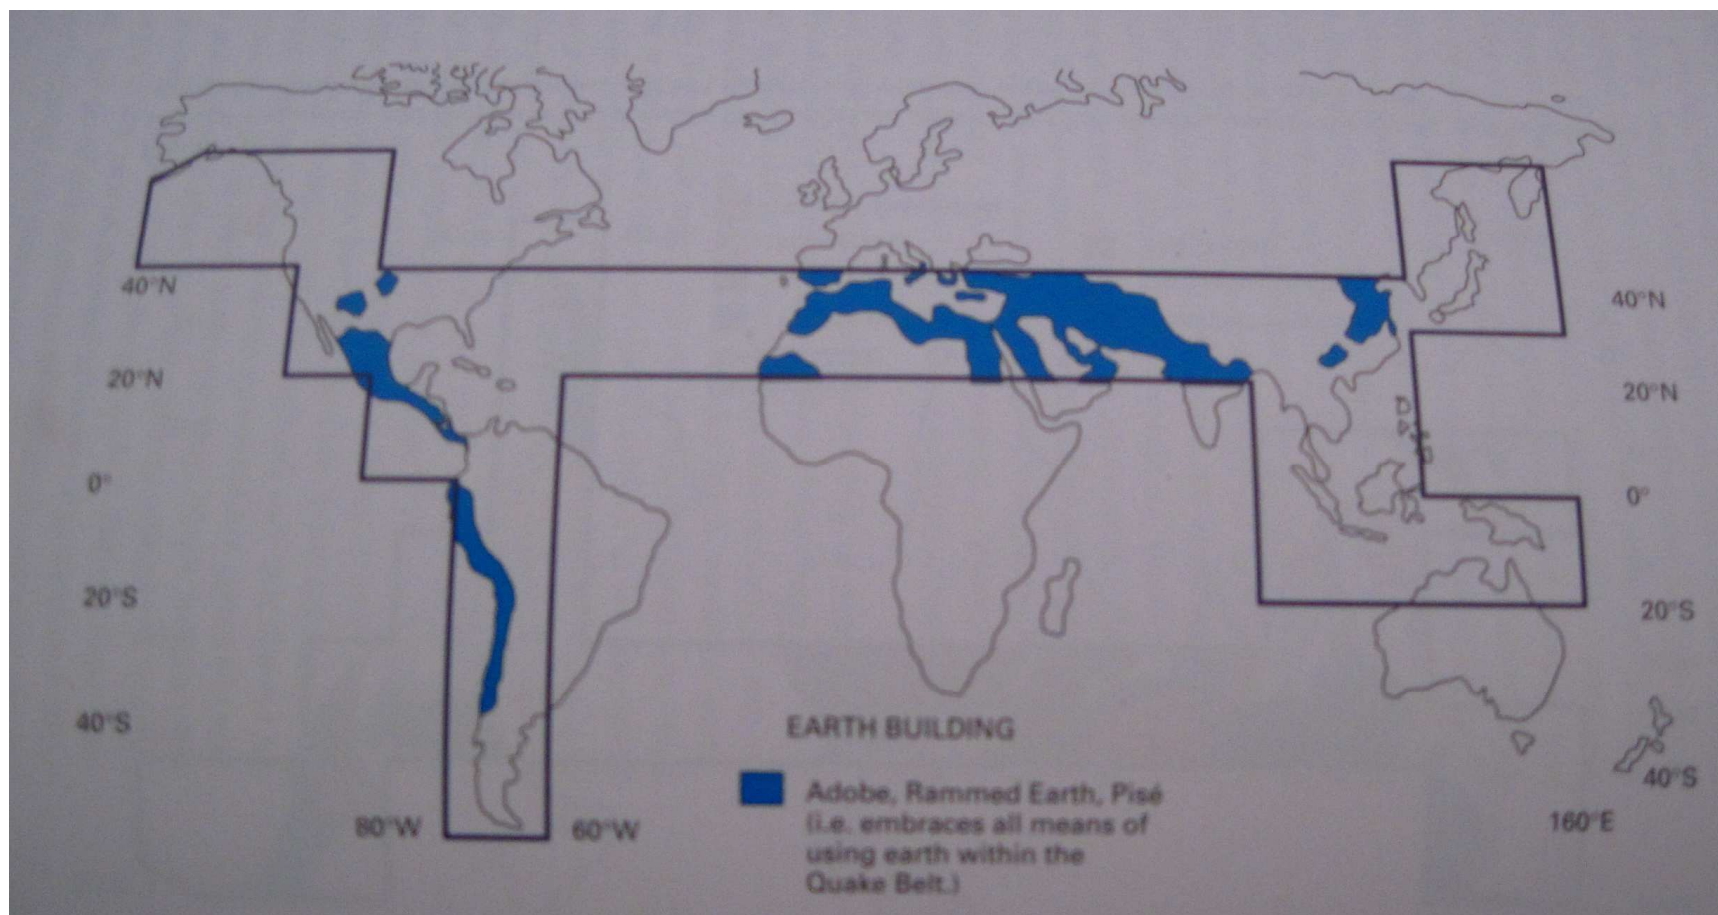 40°N
40°N
20°N
20°N
0°
0°
20°S
20°S
40°S
EARTH BUILDING
40°S
Adobe, Rammed Earth, Pisé
80°W
60°W
(i.e. embraces all means of
160°E
using earth within the
Quake Belt.)